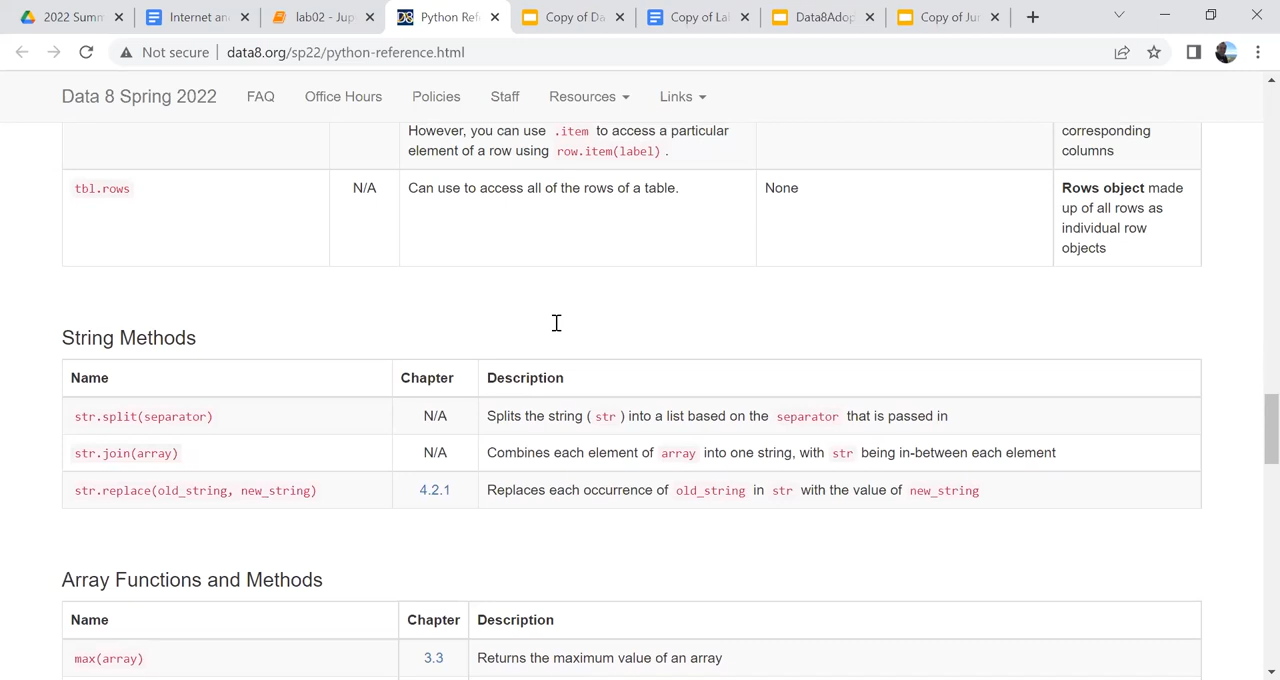 2022 Summ
Internet an
lab02 - Jup
Python Ref
Copy of Da
Copy of Lab
Data8Adop
Copy of Jun
Not secure
data8.org/sp22/python-reference.html
Data 8 Spring 2022
FAQ
Office Hours
Policies
Staff
Resources
Links
However, you can use .item to access a particular
element of a row using row.item(label) .
corresponding
columns
tbl.rows
N/A
Can use to access all of the rows of a table.
None
Rows object made
up of all rows as
individual row
objects
String Methods
Name
Chapter
Description
str.split(separator)
N/A
Splits the string ( str ) into a list based on the separator that is passed in
str.join(array)
N/A
Combines each element of array into one string, with str being in-between each element
str.replace(old_string, new_string)
4.2.1
Replaces each occurrence of old_string in str with the value of new_string
Array Functions and Methods
Name
Chapter
Description
max(array)
3.3
Returns the maximum value of an array